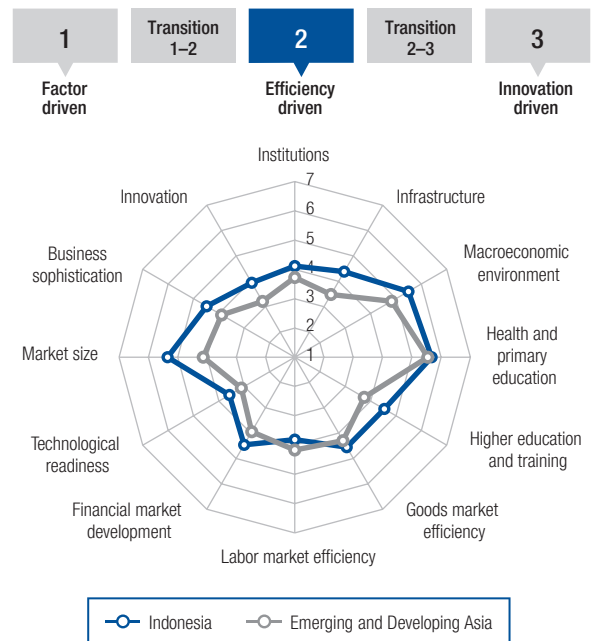 1
Transition
1–2
2
Transition
2–3
3
Factor
driven
Efficiency
driven
Innovation
driven
Institutions
Innovation
7
Infrastructure
6
Business
sophistication
5
Macroeconomic
environment
4
3
Market size
2
1
Health and
primary
education
Technological
readiness
Higher education
and training
Financial market
development
Goods market
efficiency
Labor market efficiency
Indonesia
Emerging and Developing Asia